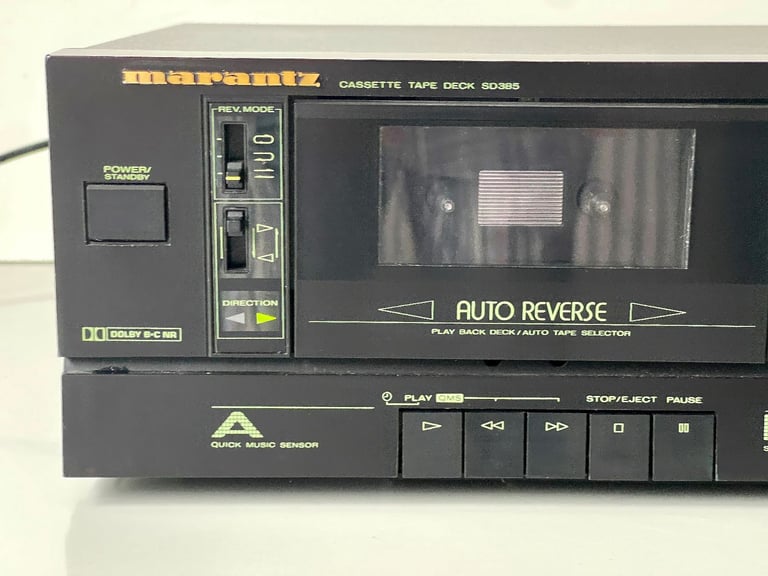 marantz CASSETTE TAPE DECK SD385
REV. MODE
POWER/
STANDBY
DIRECTION
AUTO REVERSE
PLAY BACK DECK/AUTO TAPE SELECTOR
DOLBY B-C NR
PLAY QMS STOP/EJECT PAUSE
A
QUICK MUSIC SENSOR